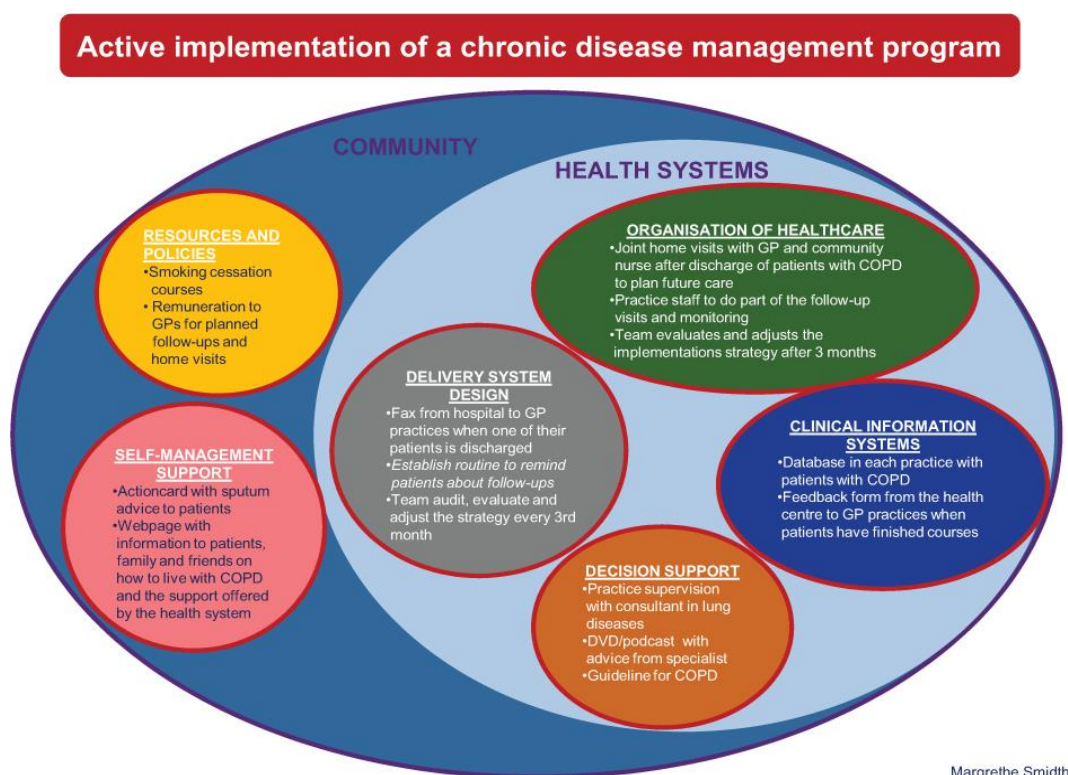 Active implementation of a chronic disease management program
COMMUNITY
HEALTH SYSTEMS
RESOURCES AND
POLICIES
•Smoking cessation
courses
• Remuneration to
GPs for planned
follow-ups and
home visits
ORGANISATION OF HEALTHCARE
•Joint home visits with GP and community
nurse after discharge of patients with COPD
to plan future care
•Practice staff to do part of the follow-up
visits and monitoring
•Team evaluates and adjusts the
implementations strategy after 3 months
DELIVERY SYSTEM
DESIGN
•Fax from hospital to GP
practices when one of their
patients is discharged
•Establish routine to remind
patients about follow-ups
•Team audit, evaluate and
adjust the strategy every 3rd
month
SELF-MANAGEMENT
SUPPORT
•Actioncard with sputum
advice to patients
•Webpage with
information to patients,
family and friends on
how to live with COPD
and the support offered
by the health system
CLINICAL INFORMATION
SYSTEMS
•Database in each practice with
patients with COPD
•Feedback form from the health
centre to GP practices when
patients have finished courses
DECISION SUPPORT
•Practice supervision
with consultant in lung
diseases
•DVD/podcast with
advice from specialist
•Guideline for COPD
Margrethe Smidth